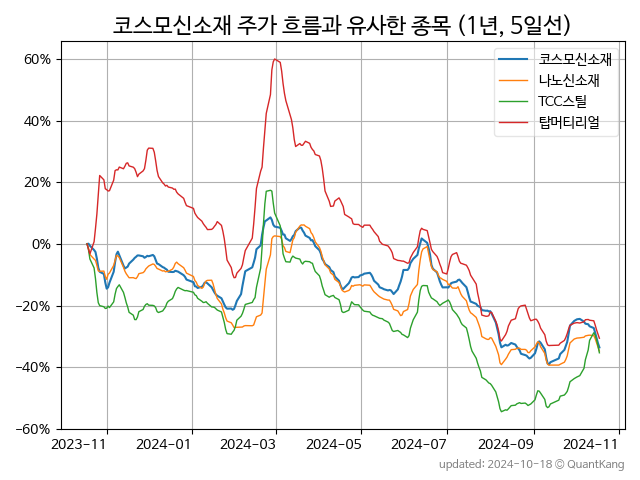 코스모신소재 주가 흐름과 유사한 종목 (1년, 5일선)
코스모신소재
나노신소재
TCC스틸
탑머티리얼
60%
40%
20%
0%
−20%
−40%
−60%
2023-11 2024-01 2024-03 2024-05 2024-07 2024-09 2024-11
updated: 2024-10-18 © QuantKang